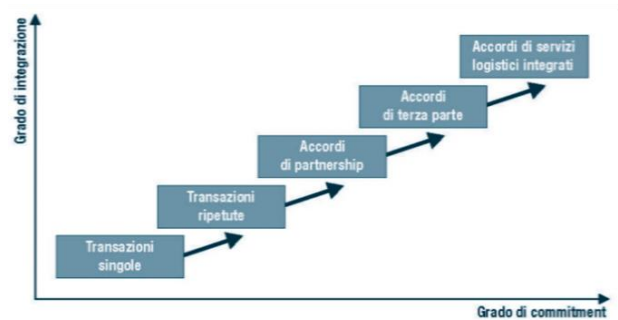 Grado di integrazione
Accordi di servizi
logistici integrati
Accordi
di terza parte
Accordi
di partnership
Transazioni
ripetute
Transazioni
singole
Grado di commitment